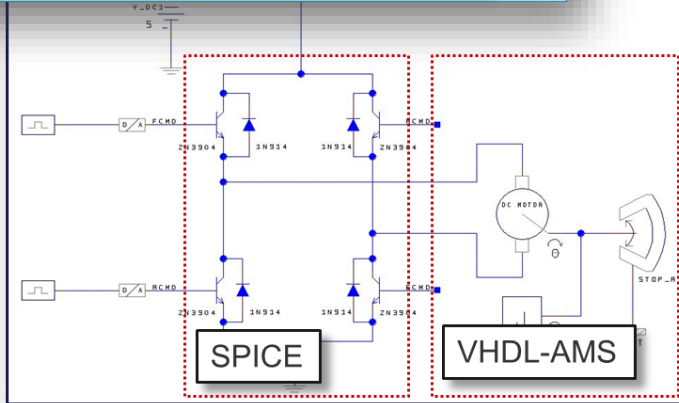 V_DC1
5
D/A FCMD
RCMD
2N3904 1N914
1N914 2N3904
DC MOTOR
θ
STOP_R
D/A RCMD
FCMD
2N3904 1N914
1N914 2N3904
SPICE
VHDL-AMS